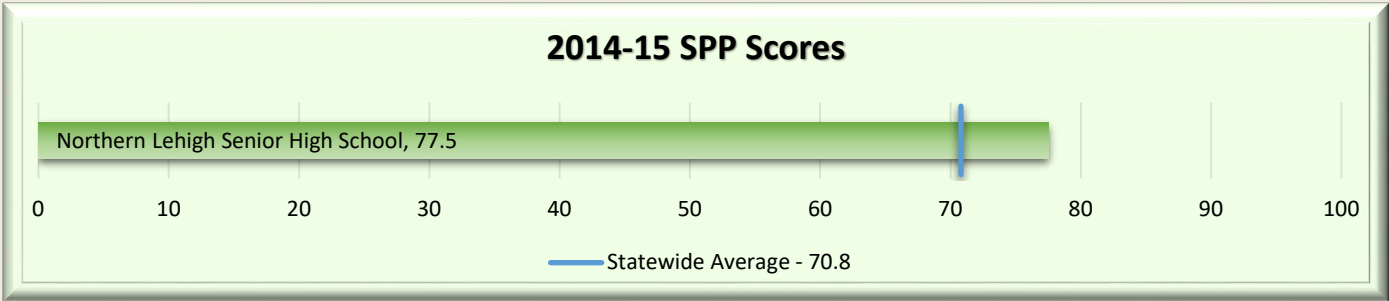 2014-15 SPP Scores
Northern Lehigh Senior High School, 77.5
0 10 20 30 40 50 60 70 80 90 100
Statewide Average - 70.8